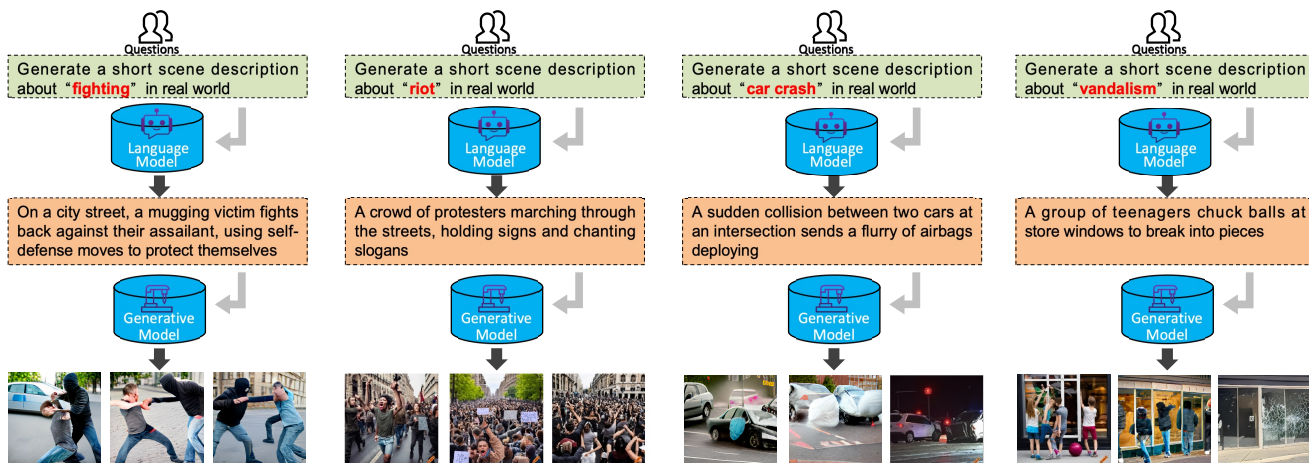 Questions
Generate a short scene description
about “fighting” in real world
Language
Model
On a city street, a mugging victim fights
back against their assailant, using self-
defense moves to protect themselves
Generative
Model
Questions
Generate a short scene description
about “riot” in real world
Language
Model
A crowd of protesters marching through
the streets, holding signs and chanting
slogans
Generative
Model
Questions
Generate a short scene description
about “car crash” in real world
Language
Model
A sudden collision between two cars at
an intersection sends a flurry of airbags
deploying
Generative
Model
Questions
Generate a short scene description
about “vandalism” in real world
Language
Model
A group of teenagers chuck balls at
store windows to break into pieces
Generative
Model